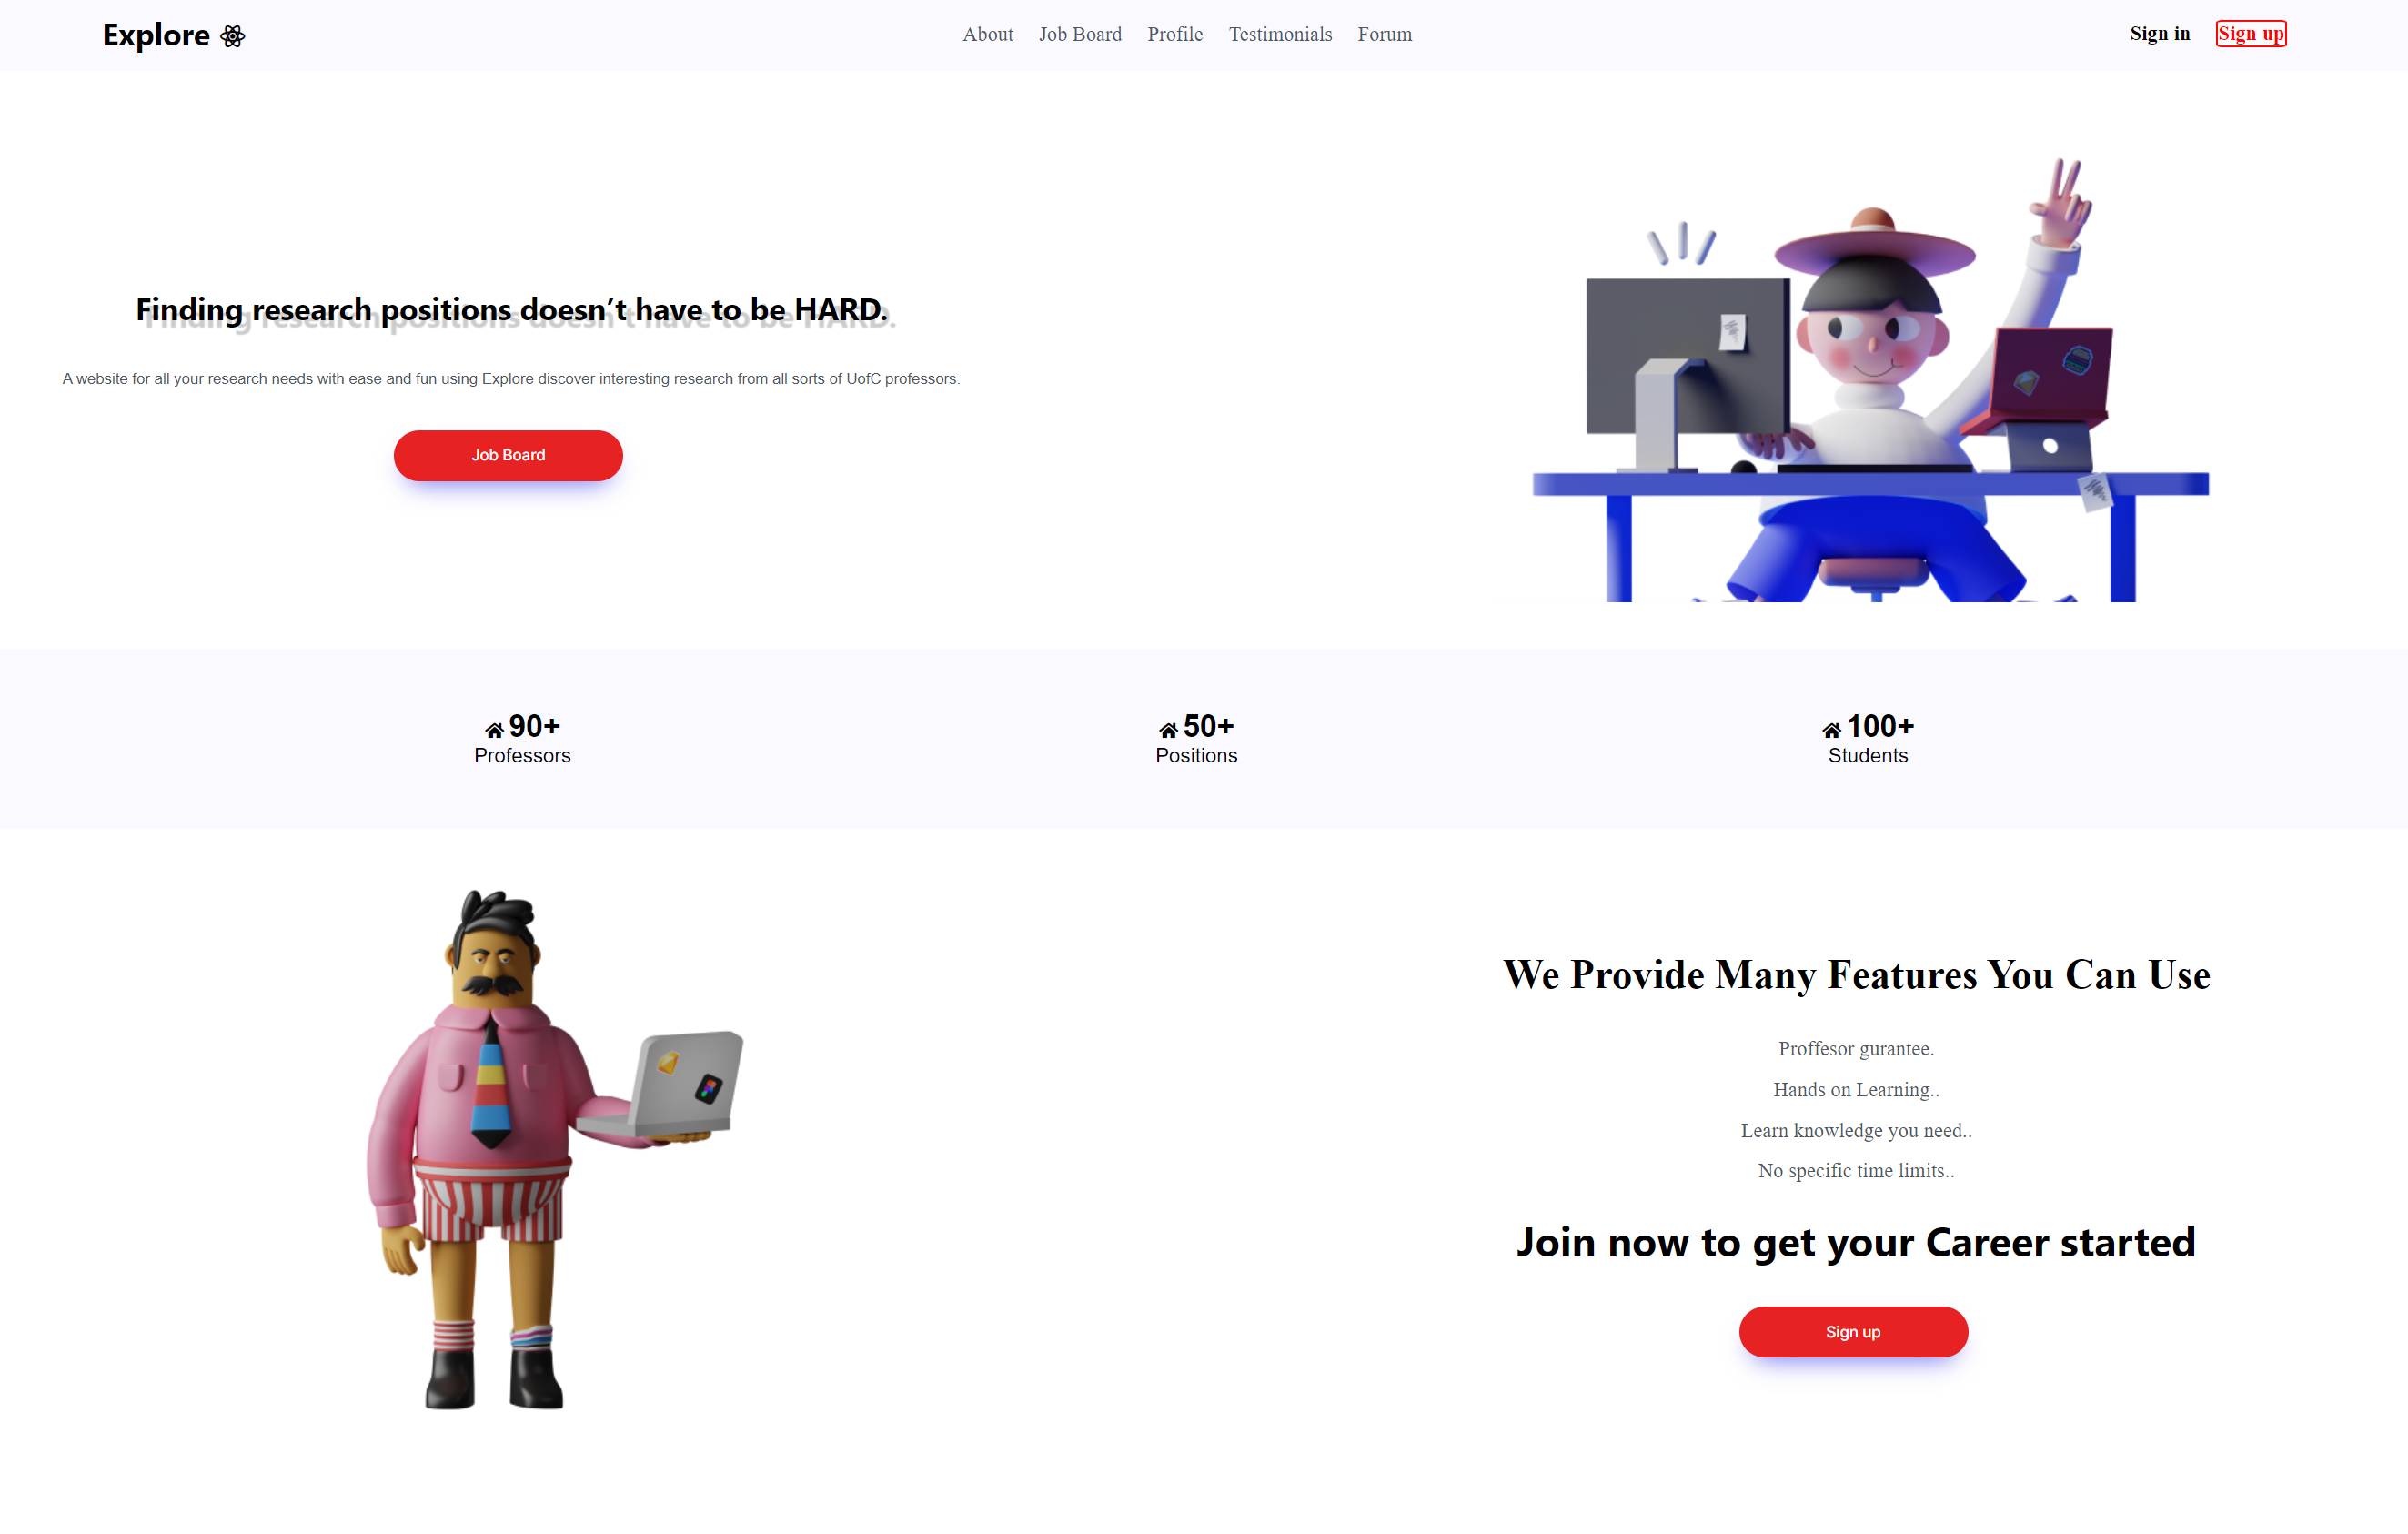 Explore
About Job Board Profile Testimonials Forum
Sign in Sign up
Finding research positions doesn’t have to be HARD.
A website for all your research needs with ease and fun using Explore discover interesting research from all sorts of UofC professors.
Job Board
90+
Professors
50+
Positions
100+
Students
We Provide Many Features You Can Use
Proffesor gurantee.
Hands on Learning..
Learn knowledge you need..
No specific time limits..
Join now to get your Career started
Sign up